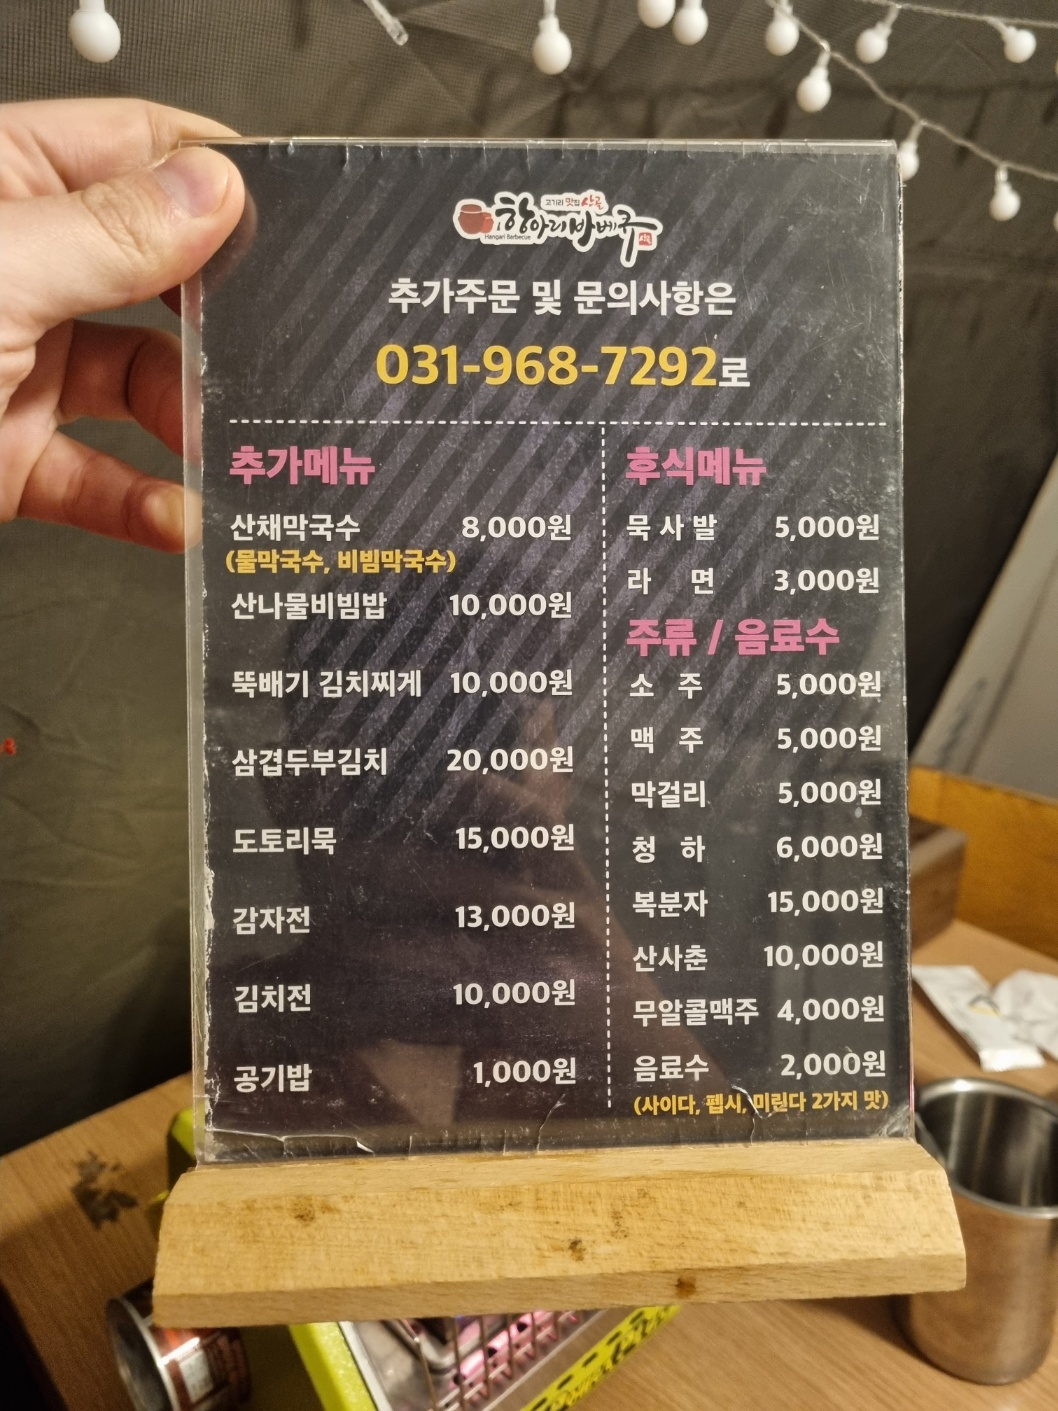 고기리 맛집 산골
항아리바베큐
Hangari Barbecue
추가주문 및 문의사항은
031-968-7292로
추가메뉴
산채막국수 8,000원
(물막국수, 비빔막국수)
산나물비빔밥 10,000원
뚝배기 김치찌게 10,000원
삼겹두부김치 20,000원
도토리묵 15,000원
감자전 13,000원
김치전 10,000원
공기밥 1,000원
후식메뉴
묵 사 발 5,000원
라 면 3,000원
주류 / 음료수
소 주 5,000원
맥 주 5,000원
막걸리 5,000원
청 하 6,000원
복분자 15,000원
산사춘 10,000원
무알콜맥주 4,000원
음료수 2,000원
(사이다, 펩시, 미린다 2가지 맛)